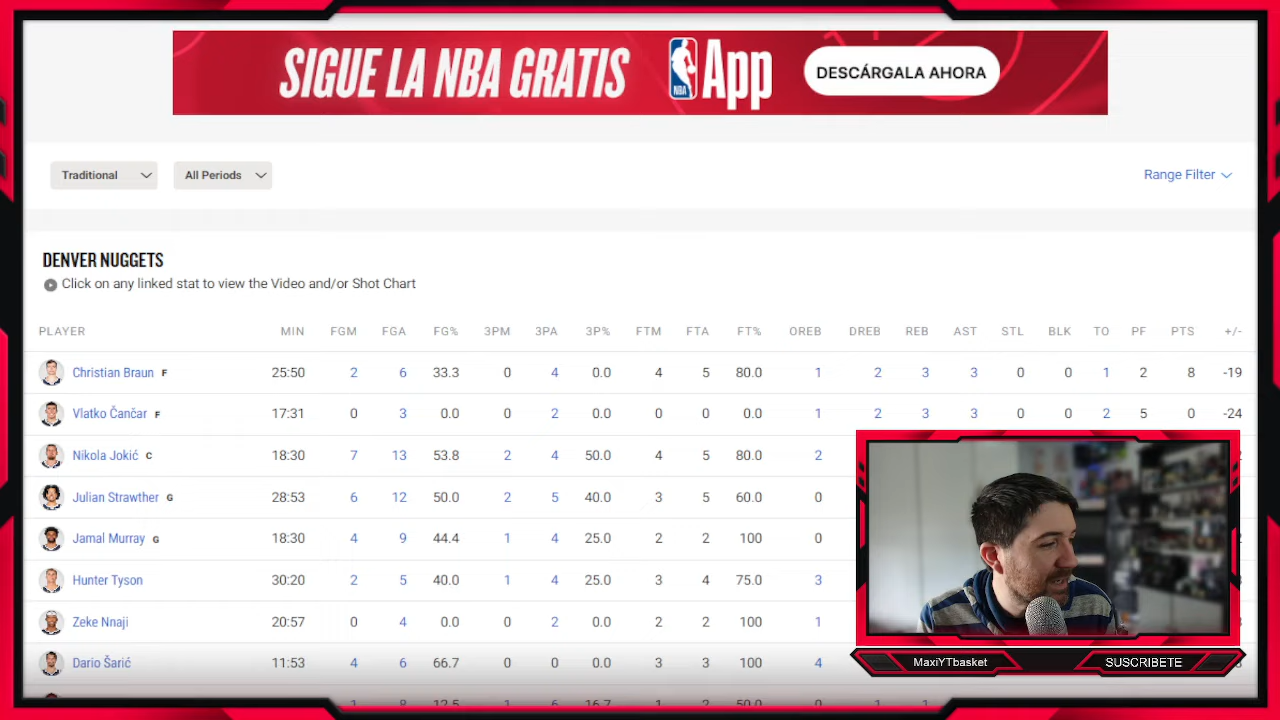 SIGUE LA NBA GRATIS NBA App DESCÁRGALA AHORA
Traditional All Periods Range Filter
DENVER NUGGETS
Click on any linked stat to view the Video and/or Shot Chart
PLAYER MIN FGM FGA FG% 3PM 3PA 3P% FTM FTA FT% OREB DREB REB AST STL BLK TO PF PTS +/-
Christian Braun F 25:50 2 6 33.3 0 4 0.0 4 5 80.0 1 2 3 3 0 0 1 2 8 -19
Vlatko Čančar F 17:31 0 3 0.0 0 2 0.0 0 0 0.0 1 2 3 3 0 0 2 5 0 -24
Nikola Jokić C 18:30 7 13 53.8 2 4 50.0 4 5 80.0 2
Julian Strawther G 28:53 6 12 50.0 2 5 40.0 3 5 60.0 0
Jamal Murray G 18:30 4 9 44.4 1 4 25.0 2 2 100 0
Hunter Tyson 30:20 2 5 40.0 1 4 25.0 3 4 75.0 3
Zeke Nnaji 20:57 0 4 0.0 0 2 0.0 2 2 100 1
Dario Šarić 11:53 4 6 66.7 0 0 0.0 3 3 100 4
MaxiYTbasket SUSCRIBETE